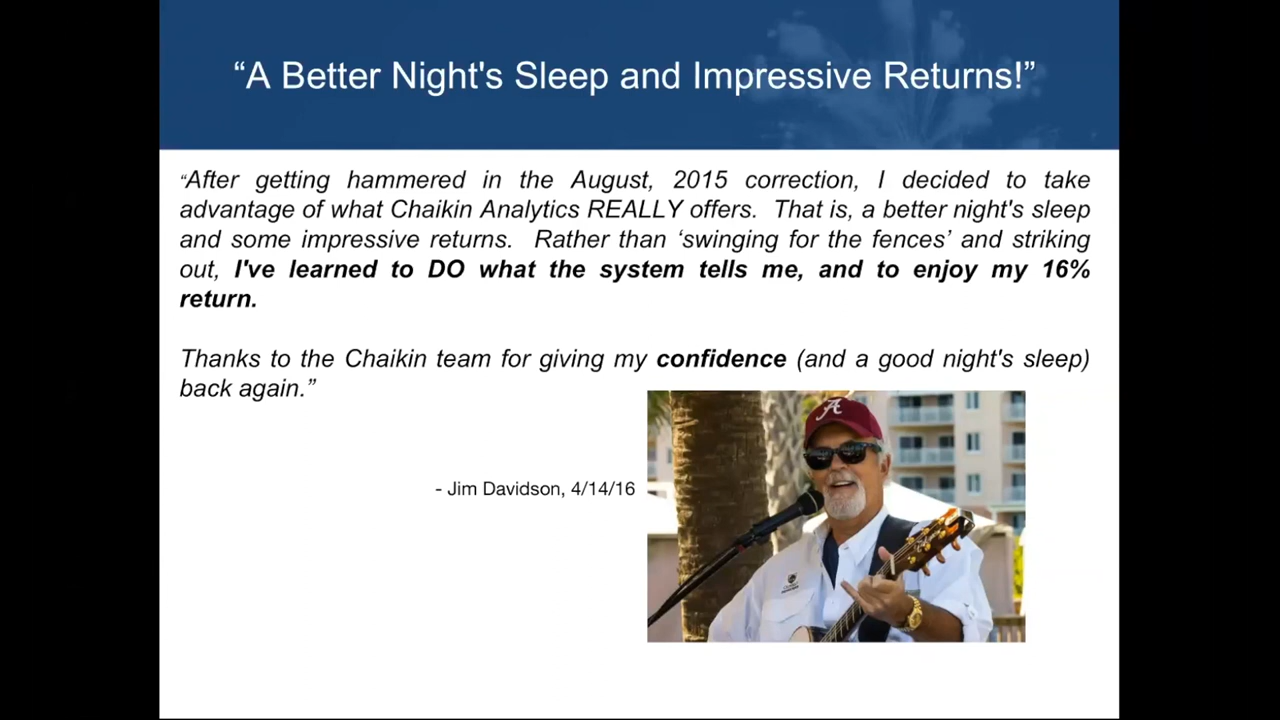 “A Better Night's Sleep and Impressive Returns!”
“After getting hammered in the August, 2015 correction, I decided to take
advantage of what Chaikin Analytics REALLY offers. That is, a better night's sleep
and some impressive returns. Rather than ‘swinging for the fences’ and striking
out, I've learned to DO what the system tells me, and to enjoy my 16%
return.
Thanks to the Chaikin team for giving my confidence (and a good night's sleep)
back again.”
- Jim Davidson, 4/14/16
A